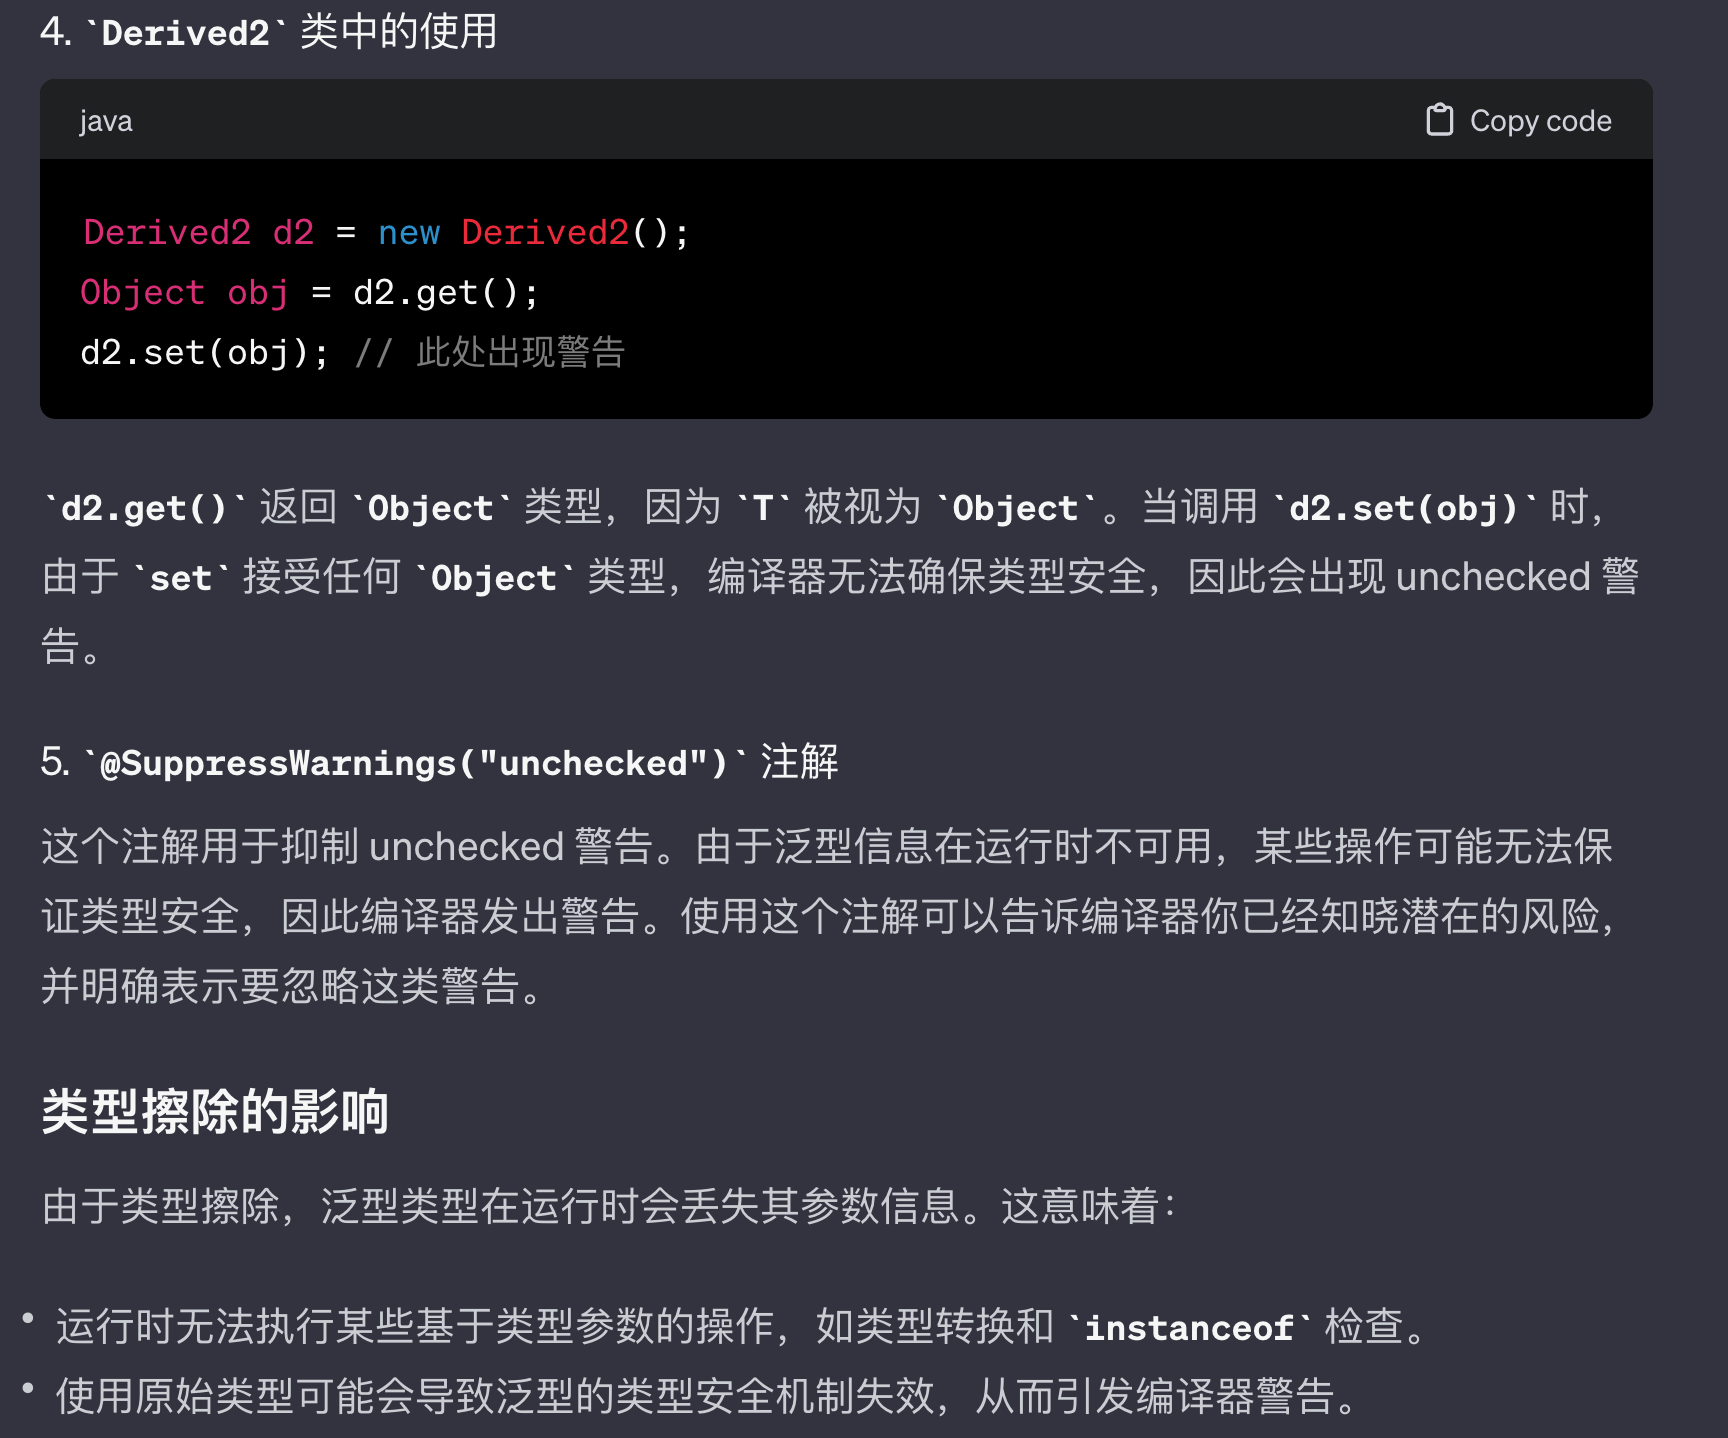 4. `Derived2` 类中的使用
java
Copy code
Derived2 d2 = new Derived2();
Object obj = d2.get();
d2.set(obj); // 此处出现警告
`d2.get()` 返回 `Object` 类型，因为 `T` 被视为 `Object`。当调用 `d2.set(obj)` 时，
由于 `set` 接受任何 `Object` 类型，编译器无法确保类型安全，因此会出现 unchecked 警
告。
5. `@SuppressWarnings("unchecked")` 注解
这个注解用于抑制 unchecked 警告。由于泛型信息在运行时不可用，某些操作可能无法保
证类型安全，因此编译器发出警告。使用这个注解可以告诉编译器你已经知晓潜在的风险，
并明确表示要忽略这类警告。
类型擦除的影响
由于类型擦除，泛型类型在运行时会丢失其参数信息。这意味着：
• 运行时无法执行某些基于类型参数的操作，如类型转换和 `instanceof` 检查。
• 使用原始类型可能会导致泛型的类型安全机制失效，从而引发编译器警告。